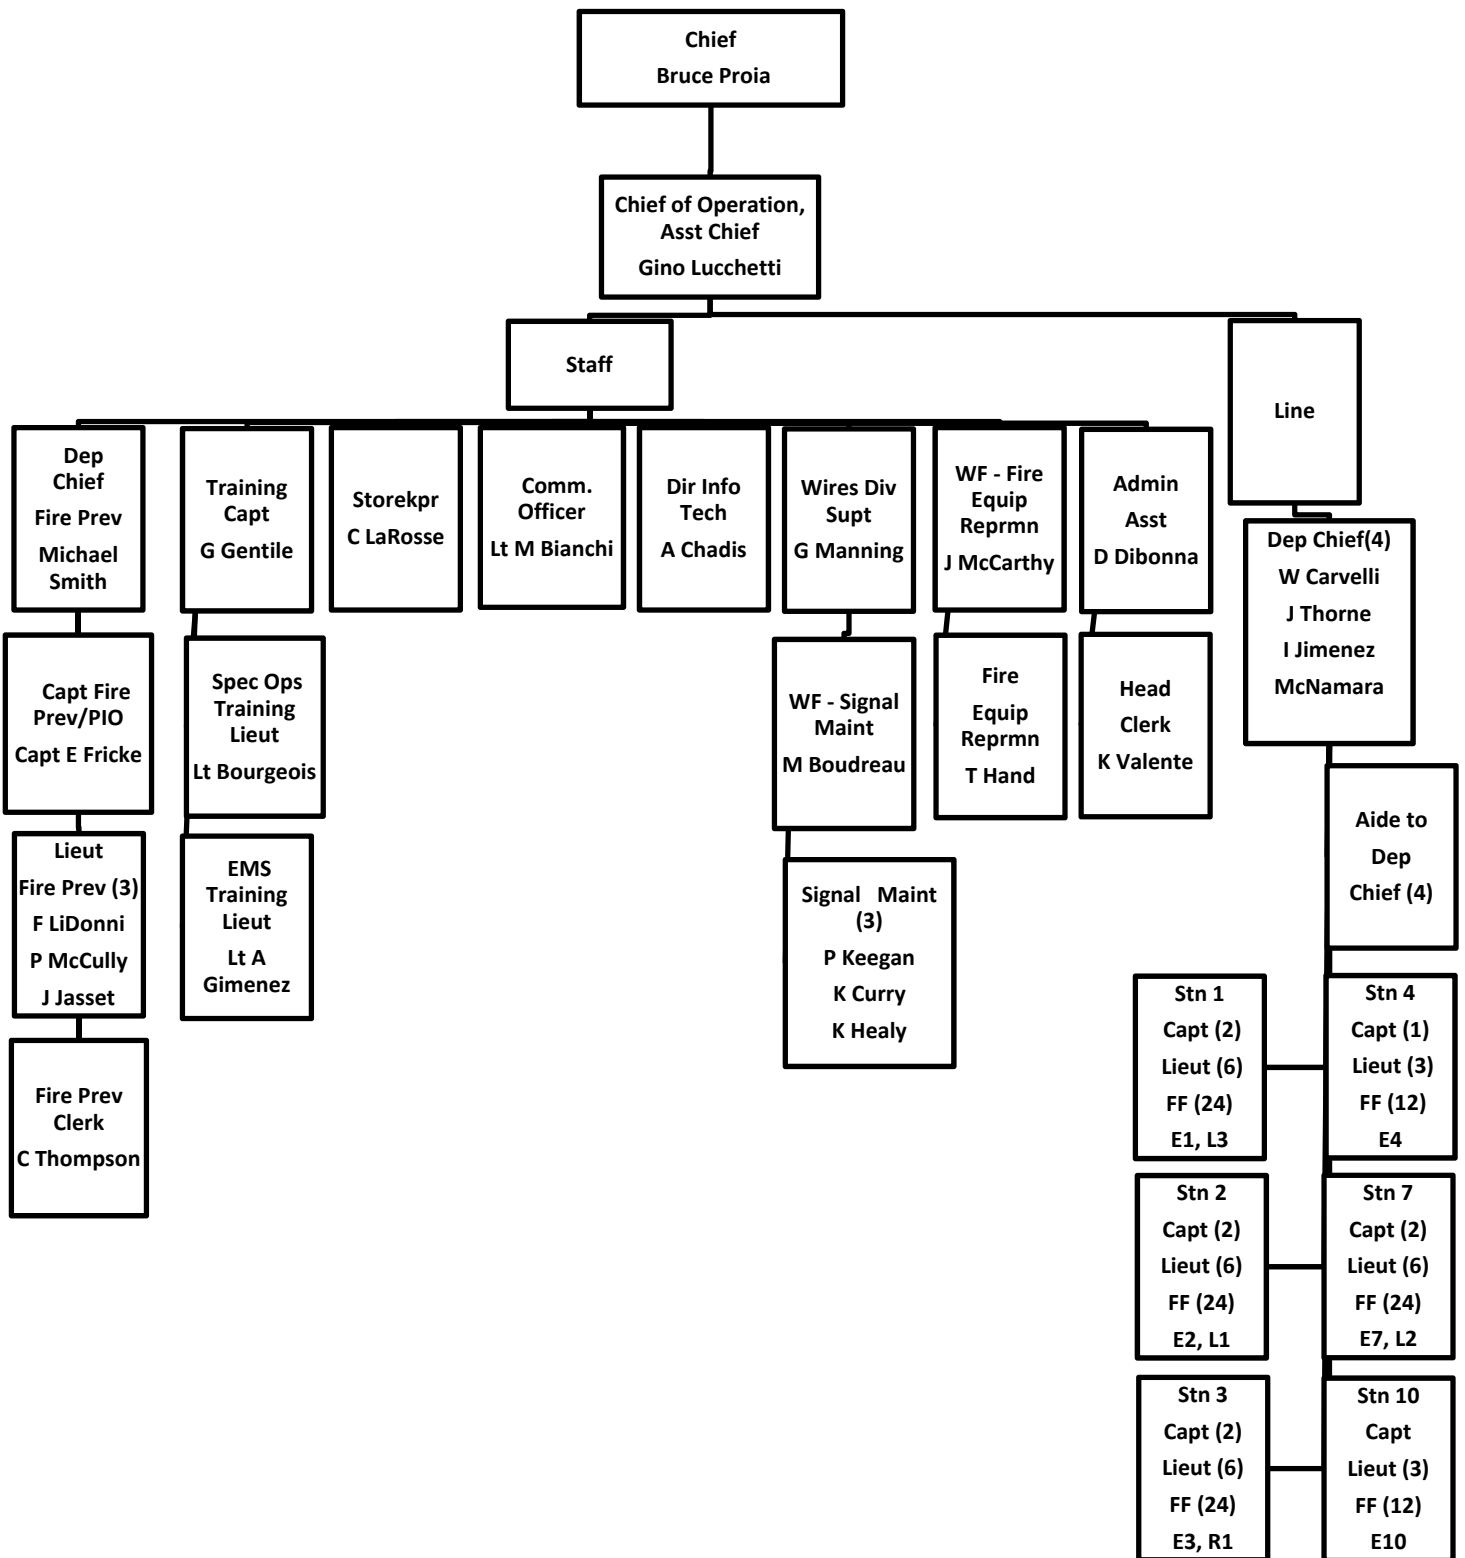 Chief
Bruce Proia
Chief of Operation,
Asst Chief
Gino Lucchetti
Staff
Line
Dep
Chief
Fire Prev
Michael
Smith
Training
Capt
G Gentile
Storekpr
C LaRosse
Comm.
Officer
Lt M Bianchi
Dir Info
Tech
A Chadis
Wires Div
Supt
G Manning
WF - Fire
Equip
Reprmn
J McCarthy
Admin
Asst
D Dibonna
Dep Chief(4)
W Carvelli
J Thorne
I Jimenez
McNamara
Capt Fire
Prev/PIO
Capt E Fricke
Spec Ops
Training
Lieut
Lt Bourgeois
WF - Signal
Maint
M Boudreau
Fire
Equip
Reprmn
T Hand
Head
Clerk
K Valente
Aide to
Dep
Chief (4)
Lieut
Fire Prev (3)
F LiDonni
P McCully
J Jasset
EMS
Training
Lieut
Lt A
Gimenez
Signal Maint
(3)
P Keegan
K Curry
K Healy
Fire Prev
Clerk
C Thompson
Stn 1
Capt (2)
Lieut (6)
FF (24)
E1, L3
Stn 4
Capt (1)
Lieut (3)
FF (12)
E4
Stn 2
Capt (2)
Lieut (6)
FF (24)
E2, L1
Stn 7
Capt (2)
Lieut (6)
FF (24)
E7, L2
Stn 3
Capt (2)
Lieut (6)
FF (24)
E3, R1
Stn 10
Capt
Lieut (3)
FF (12)
E10